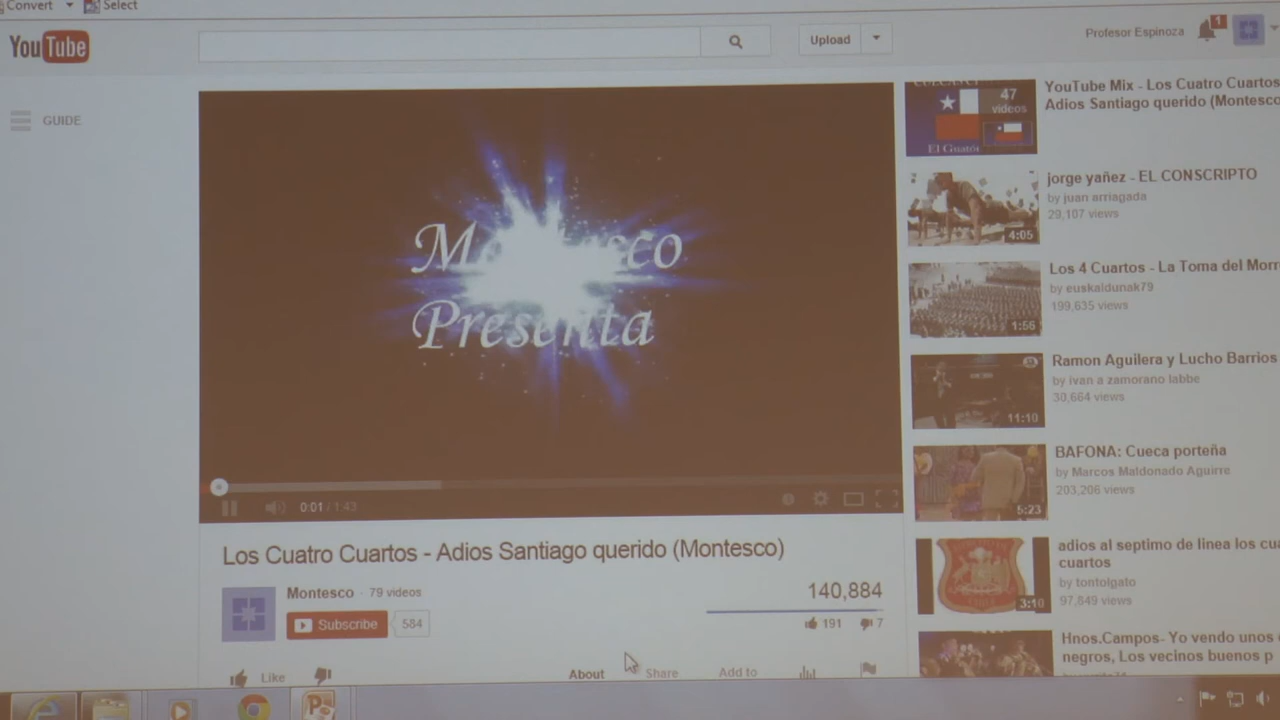 Convert
Select
YouTube
Upload
Profesor Espinoza
1
GUIDE
Presenta
0:01 / 1:43
Los Cuatro Cuartos - Adios Santiago querido (Montesco)
Montesco · 79 videos
Subscribe
584
140,884
191
7
Like
About
Share
Add to
47
videos
El Guatón
YouTube Mix - Los Cuatro Cuartos
Adios Santiago querido (Montesco
4:05
jorge yañez - EL CONSCRIPTO
by juan arriagada
29,107 views
1:56
Los 4 Cuartos - La Toma del Morr
by euskaldunak79
199,635 views
11:10
Ramon Aguilera y Lucho Barrios
by ivan a zamorano labbe
30,664 views
5:23
BAFONA: Cueca porteña
by Marcos Maldonado Aguirre
203,206 views
3:10
adios al septimo de linea los cua
cuartos
by tontolgato
97,849 views
Hnos.Campos- Yo vendo unos
negros, Los vecinos buenos p